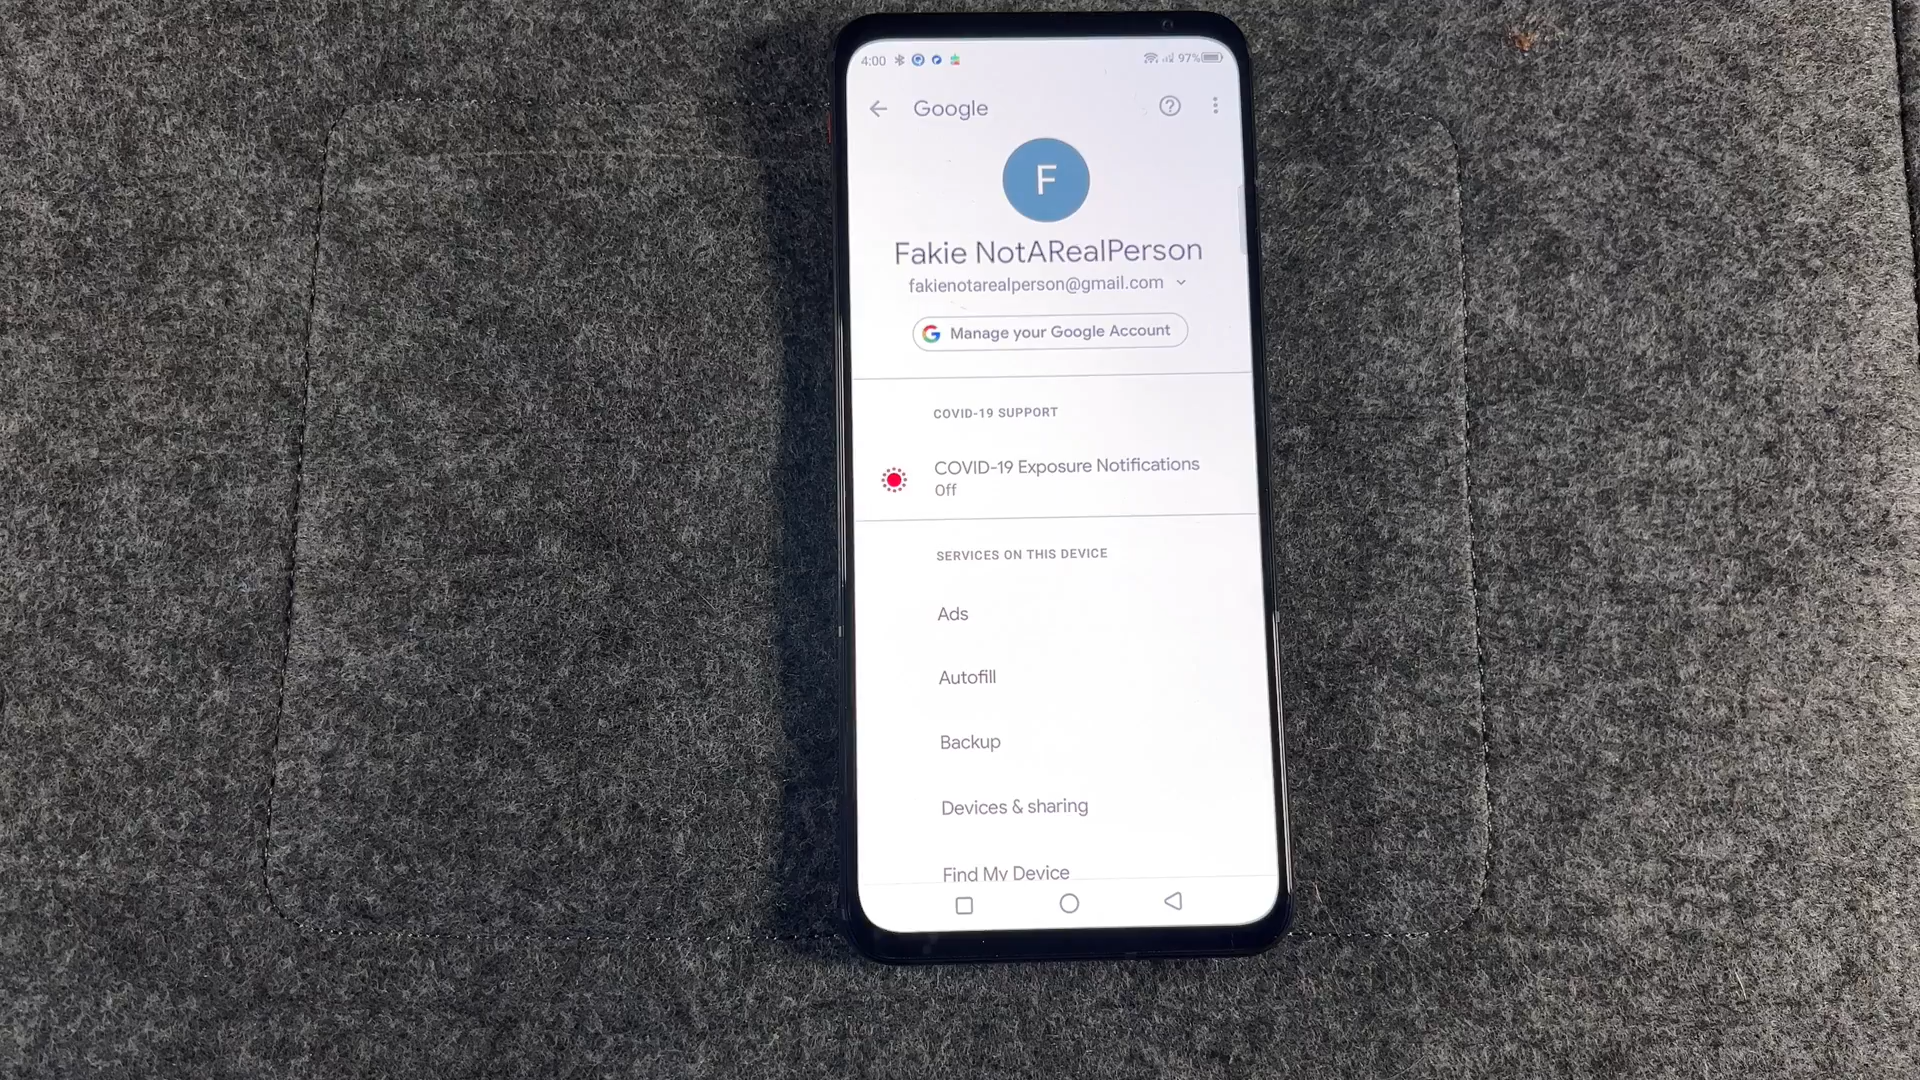 4:00 97%
Google
F
Fakie NotARealPerson
fakienotarealperson@gmail.com
G Manage your Google Account
COVID-19 SUPPORT
COVID-19 Exposure Notifications
Off
SERVICES ON THIS DEVICE
Ads
Autofill
Backup
Devices & sharing
Find My Device